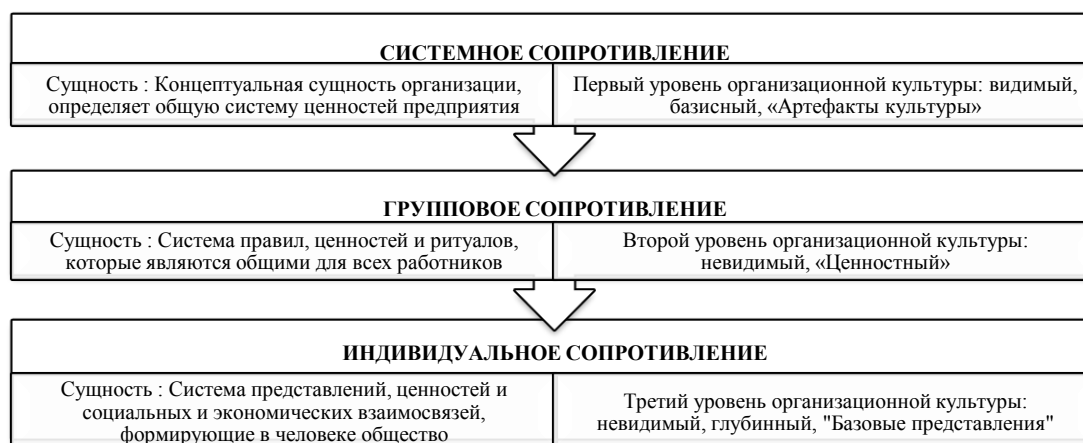 СИСТЕМНОЕ СОПРОТИВЛЕНИЕ
Сущность : Концептуальная сущность организации,
определяет общую систему ценностей предприятия
Первый уровень организационной культуры: видимый,
базисный, «Артефакты культуры»
ГРУППОВОЕ СОПРОТИВЛЕНИЕ
Сущность : Система правил, ценностей и ритуалов,
которые являются общими для всех работников
Второй уровень организационной культуры:
невидимый, «Ценностный»
ИНДИВИДУАЛЬНОЕ СОПРОТИВЛЕНИЕ
Сущность : Система представлений, ценностей и
социальных и экономических взаимосвязей,
формирующие в человеке общество
Третий уровень организационной культуры:
невидимый, глубинный, "Базовые представления"